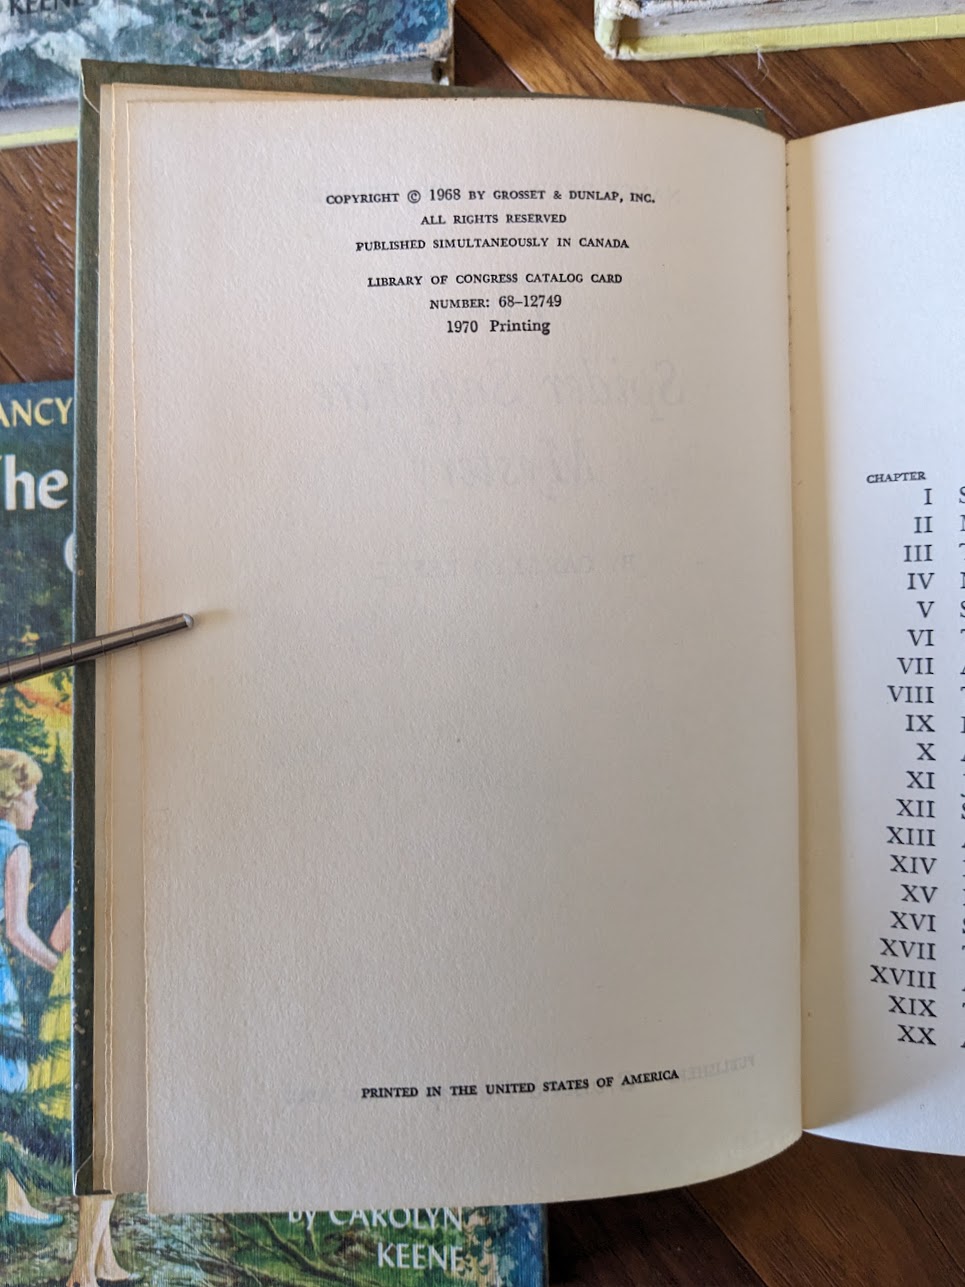 KEENE
COPYRIGHT © 1968 BY GROSSET & DUNLAP, INC.
ALL RIGHTS RESERVED
PUBLISHED SIMULTANEOUSLY IN CANADA
LIBRARY OF CONGRESS CATALOG CARD
NUMBER: 68–12749
1970 Printing
PRINTED IN THE UNITED STATES OF AMERICA
CHAPTER
I
II
III
IV
V
VI
VII
VIII
IX
X
XI
XII
XIII
XIV
XV
XVI
XVII
XVIII
XIX
XX
ANCY
The
BY CAROLYN
KEENE